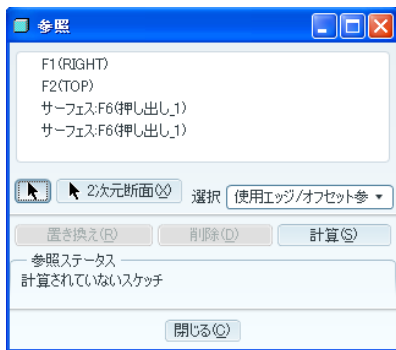 参照
F1(RIGHT)
F2(TOP)
サーフェス:F6(押し出し_1)
サーフェス:F6(押し出し_1)
2次元断面(X) 選択 使用エッジ/オフセット参
置き換え(R) 削除(D) 計算(S)
参照ステータス
計算されていないスケッチ
閉じる(C)